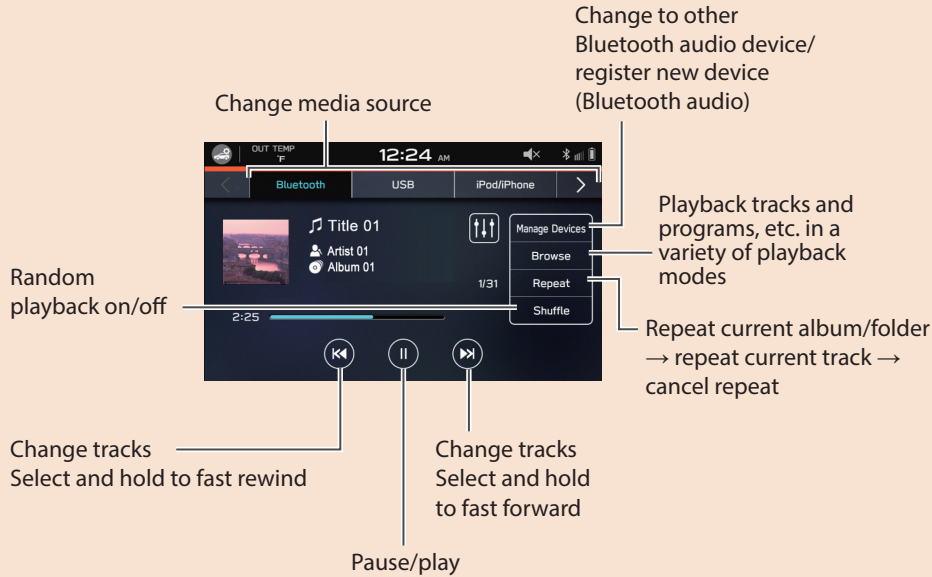 Change to other
Bluetooth audio device/
register new device
(Bluetooth audio)
Change media source
OUT TEMP
°F
12:24 AM
Bluetooth
USB
iPod/iPhone
Title 01
Artist 01
Album 01
1/31
2:25
Manage Devices
Browse
Repeat
Shuffle
Playback tracks and
programs, etc. in a
variety of playback
modes
Random
playback on/off
Repeat current album/folder
→ repeat current track →
cancel repeat
Change tracks
Select and hold to fast rewind
Change tracks
Select and hold
to fast forward
Pause/play